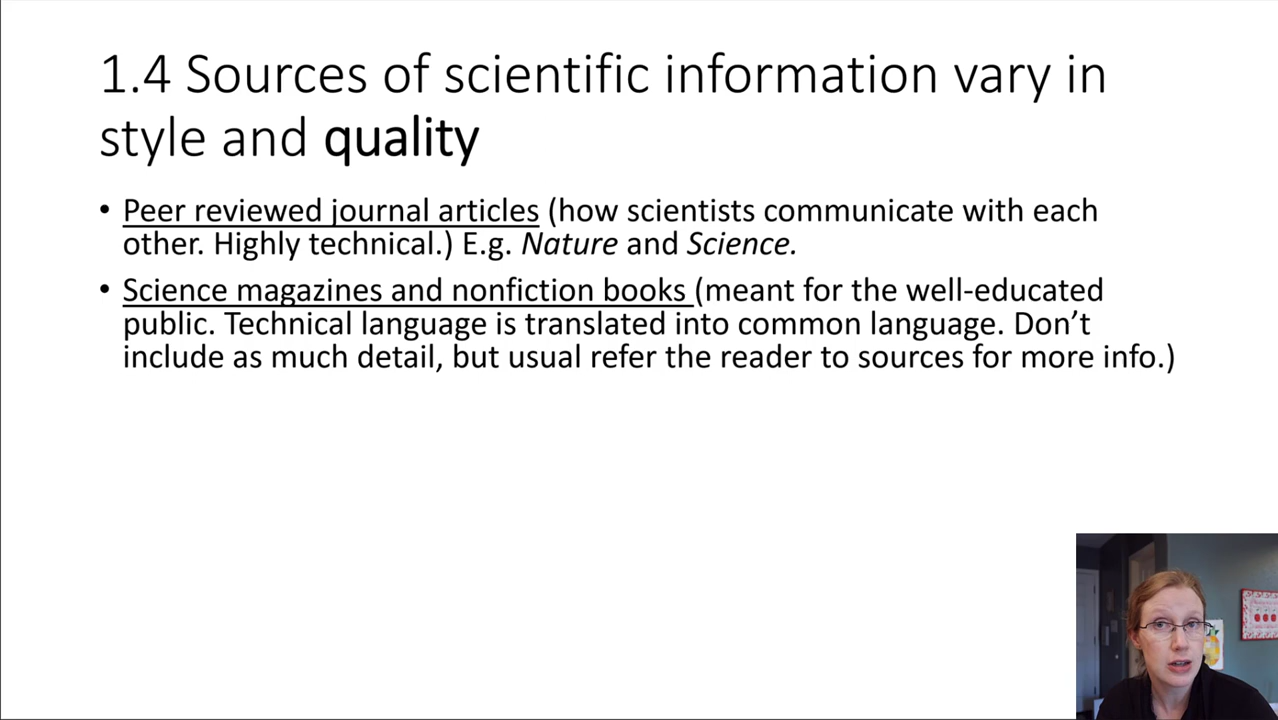 1.4 Sources of scientific information vary in
style and quality
• Peer reviewed journal articles (how scientists communicate with each
other. Highly technical.) E.g. Nature and Science.
• Science magazines and nonfiction books (meant for the well-educated
public. Technical language is translated into common language. Don’t
include as much detail, but usual refer the reader to sources for more info.)